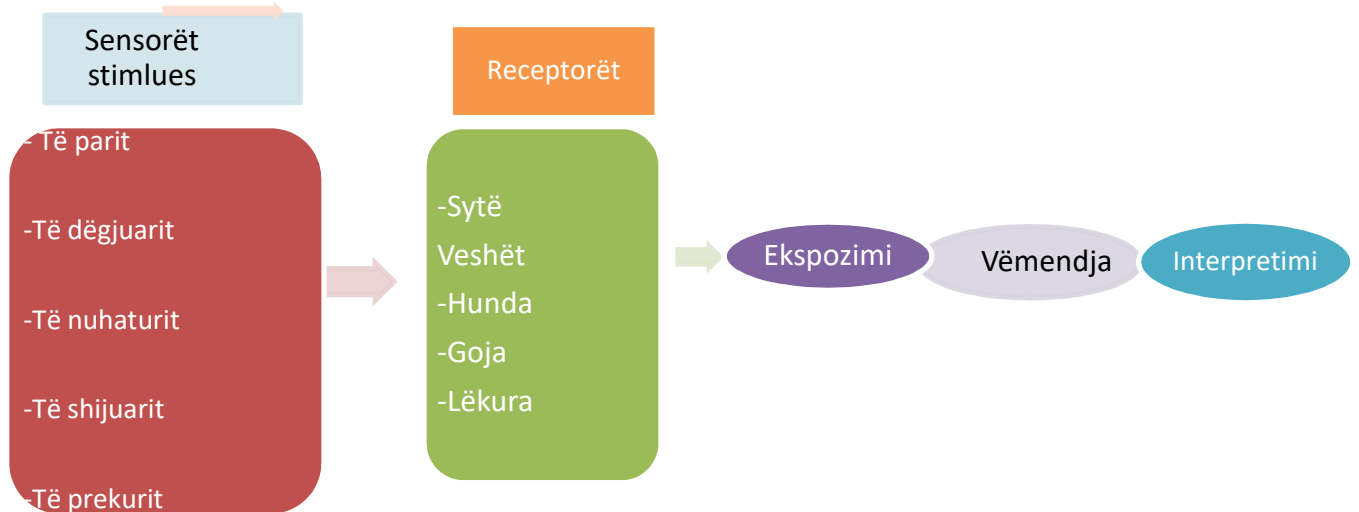 Sensorët
stimlues
Receptorët
- Të parit
-Të dëgjuarit
-Të nuhaturit
-Të shijuarit
-Të prekurit
-Sytë
Veshët
-Hunda
-Goja
-Lëkura
Ekspozimi
Vëmendja
Interpretimi